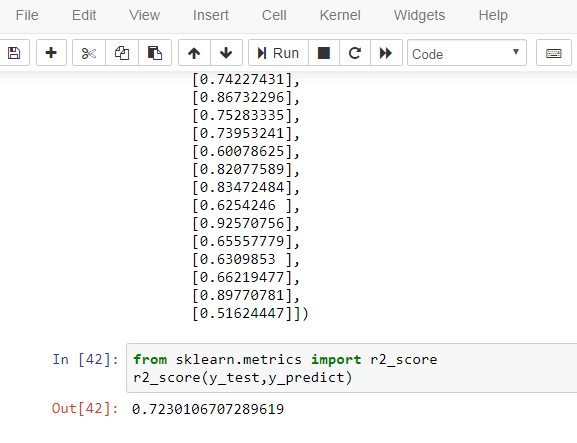 File Edit View Insert Cell Kernel Widgets Help
Run Code
[0.74227431],
[0.86732296],
[0.75283335],
[0.73953241],
[0.60078625],
[0.82077589],
[0.83472484],
[0.6254246 ],
[0.92570756],
[0.65557779],
[0.6309853 ],
[0.66219477],
[0.89770781],
[0.51624447]])
In [42]: from sklearn.metrics import r2_score
r2_score(y_test,y_predict)
Out[42]: 0.7230106707289619